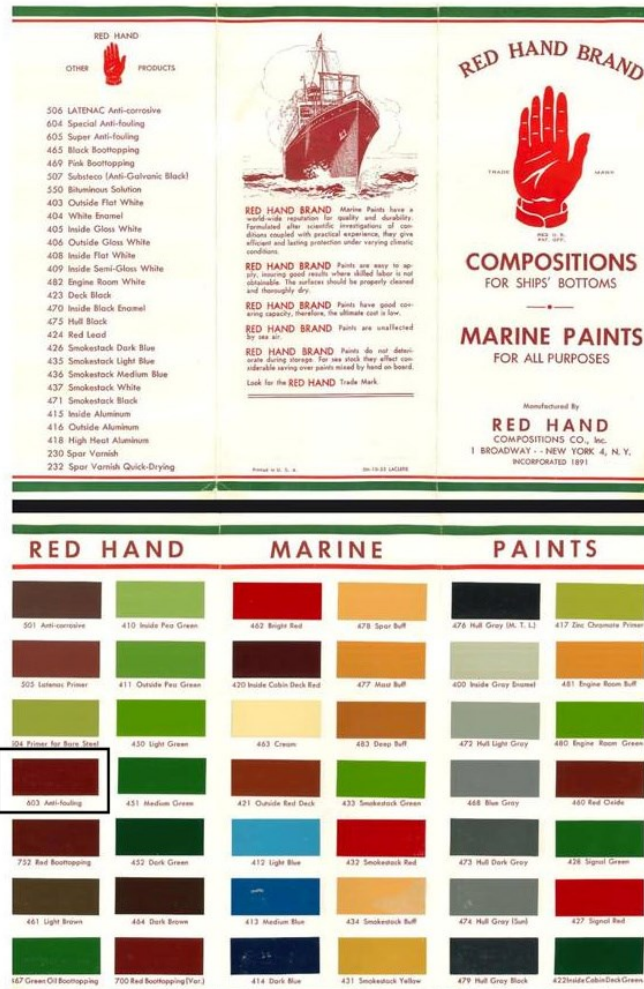 RED HAND
OTHER PRODUCTS
506 LATENAC Anti-corrosive
604 Special Anti-fouling
605 Super Anti-fouling
465 Black Boottopping
469 Pink Boottopping
507 Substeco (Anti-Galvanic Black)
550 Bituminous Solution
403 Outside Flat White
404 White Enamel
405 Inside Gloss White
406 Outside Gloss White
408 Inside Flat White
409 Inside Semi-Gloss White
482 Engine Room White
423 Deck Black
470 Inside Black Enamel
475 Hull Black
424 Red Lead
426 Smokestack Dark Blue
435 Smokestack Light Blue
436 Smokestack Medium Blue
437 Smokestack White
471 Smokestack Black
415 Inside Aluminum
416 Outside Aluminum
418 High Heat Aluminum
230 Spar Varnish
232 Spar Varnish Quick-Drying
RED HAND BRAND Marine Paints have a
world-wide reputation for quality and durability.
Formulated after scientific investigations of con-
ditions coupled with practical experience, they give
efficient and lasting protection under varying climatic
conditions.
RED HAND BRAND Paints are easy to ap-
ply, insuring good results where skilled labor is not
obtainable. The surfaces should be properly cleaned
and thoroughly dry.
RED HAND BRAND Paints have good cov-
ering capacity, therefore, the ultimate cost is low.
RED HAND BRAND Paints are unaffected
by sea air.
RED HAND BRAND Paints do not deteri-
orate during storage. For sea stock they effect con-
siderable saving over paints mixed by hand on board.
Look for the RED HAND Trade Mark.
Printed in U. S. A.
RED HAND BRAND
TRADE MARK
REG U. S.
PAT. OFF.
COMPOSITIONS
FOR SHIPS' BOTTOMS
MARINE PAINTS
FOR ALL PURPOSES
Manufactured By
RED HAND
COMPOSITIONS CO., Inc.
1 BROADWAY - - NEW YORK 4, N. Y.
INCORPORATED 1891
RED HAND MARINE PAINTS
501 Anti-corrosive
410 Inside Pea Green
462 Bright Red
478 Spar Buff
476 Hull Gray (M. T. L.)
417 Zinc Chromate Primer
505 Latenac Primer
411 Outside Pea Green
420 Inside Cabin Deck Red
477 Mast Buff
400 Inside Gray Enamel
481 Engine Room Buff
504 Primer for Bare Steel
450 Light Green
463 Cream
483 Deep Buff
472 Hull Light Gray
480 Engine Room Green
603 Anti-fouling
451 Medium Green
421 Outside Red Deck
433 Smokestack Green
468 Blue Gray
460 Red Oxide
752 Red Boottopping
452 Dark Green
412 Light Blue
432 Smokestack Red
473 Hull Dark Gray
428 Signal Green
461 Light Brown
464 Dark Brown
413 Medium Blue
434 Smokestack Buff
474 Hull Gray (Sun)
427 Signal Red
467 Green Oil Boottopping
700 Red Boottopping (Var.)
414 Dark Blue
431 Smokestack Yellow
479 Hull Gray Black
422 Inside Cabin Deck Green